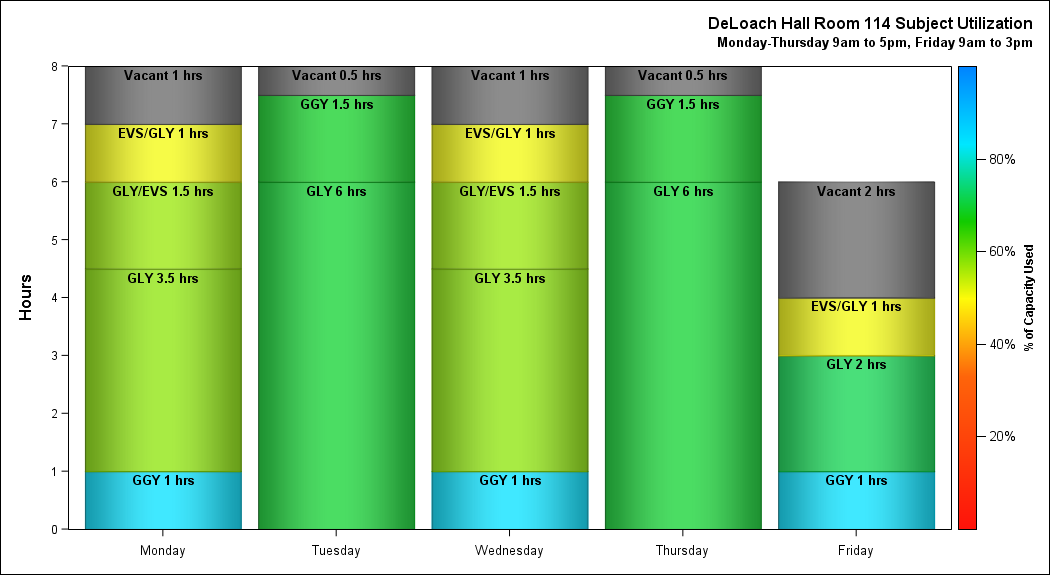 DeLoach Hall Room 114 Subject Utilization
Monday-Thursday 9am to 5pm, Friday 9am to 3pm
Hours
8
7
6
5
4
3
2
1
0
Vacant 1 hrs
EVS/GLY 1 hrs
GLY/EVS 1.5 hrs
GLY 3.5 hrs
GGY 1 hrs
Monday
Vacant 0.5 hrs
GGY 1.5 hrs
GLY 6 hrs
Tuesday
Vacant 1 hrs
EVS/GLY 1 hrs
GLY/EVS 1.5 hrs
GLY 3.5 hrs
GGY 1 hrs
Wednesday
Vacant 0.5 hrs
GGY 1.5 hrs
GLY 6 hrs
Thursday
Vacant 2 hrs
EVS/GLY 1 hrs
GLY 2 hrs
GGY 1 hrs
Friday
80%
60%
40%
20%
% of Capacity Used